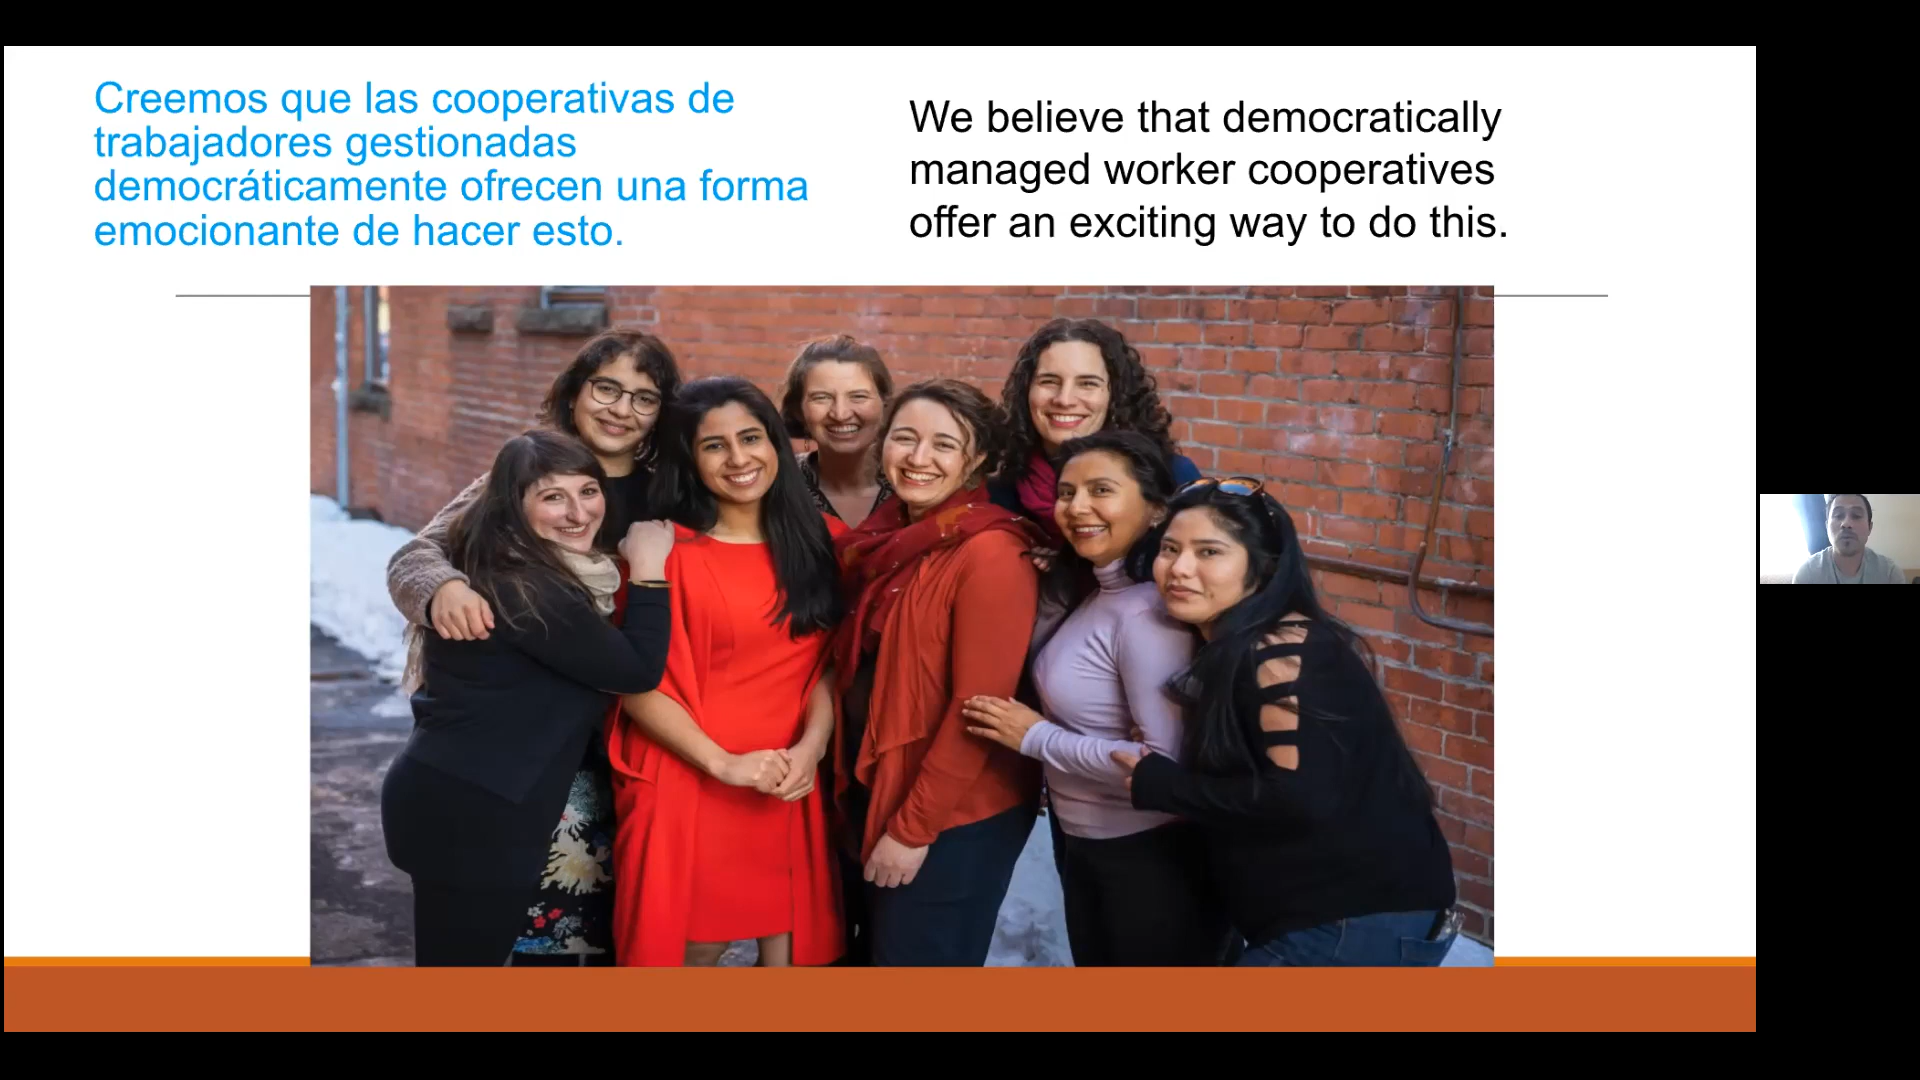 Creemos que las cooperativas de
trabajadores gestionadas
democráticamente ofrecen una forma
emocionante de hacer esto.
We believe that democratically
managed worker cooperatives
offer an exciting way to do this.